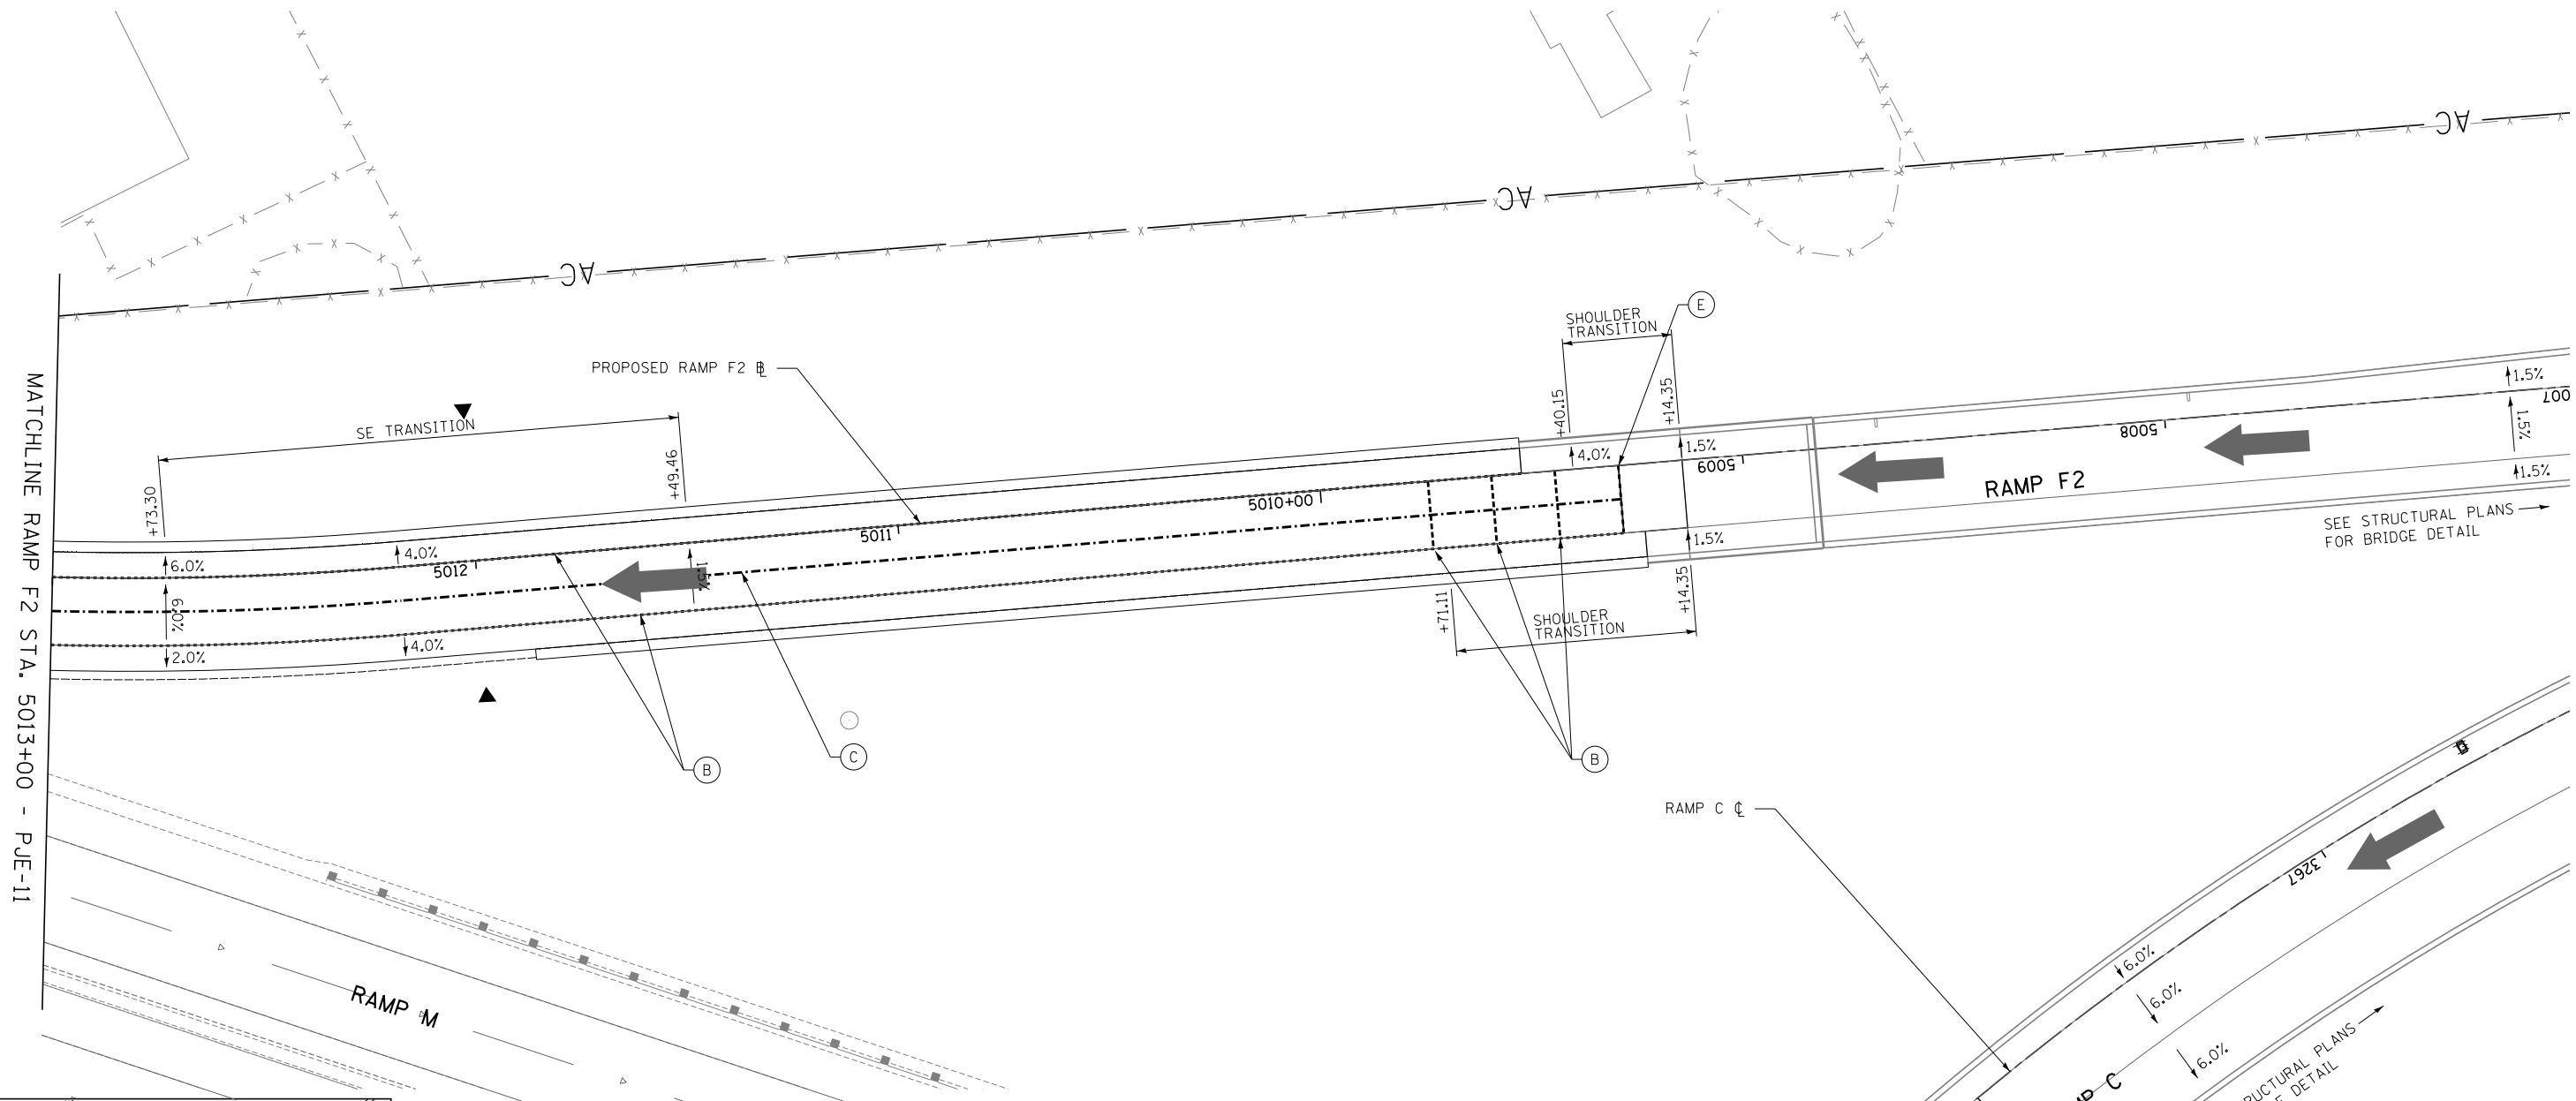 AC
AC
AC
SHOULDER
TRANSITION
E
PROPOSED RAMP F2 ⅊
SE TRANSITION
+73.30
+49.46
+40.15
+14.35
1.5%
1.5%
1.5%
4.0%
1.5%
5009
5008
RAMP F2
SEE STRUCTURAL PLANS
FOR BRIDGE DETAIL
5010+00
5011
5012
6.0%
4.0%
6.0%
2.0%
4.0%
1.5%
1.5%
+71.11
+14.35
SHOULDER
TRANSITION
B
C
B
MATCHLINE RAMP F2 STA. 5013+00 - PJE-11
RAMP C ℄
3267
6.0%
6.0%
6.0%
RAMP M